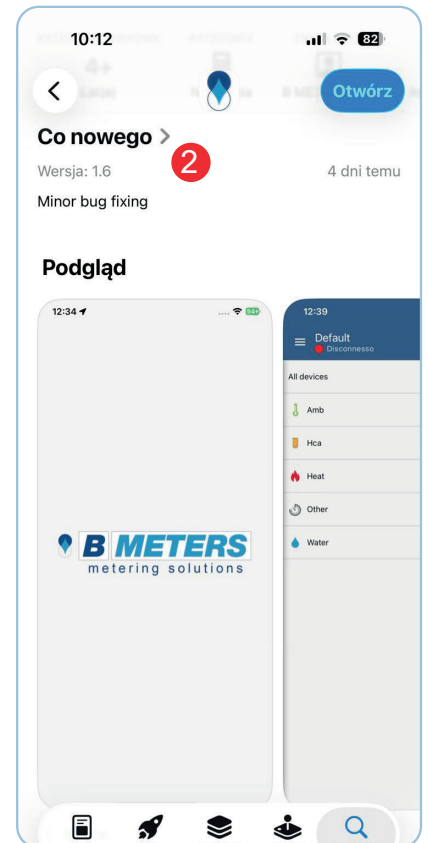 10:12
82
Otwórz
Co nowego >
2
Wersja: 1.6
4 dni temu
Minor bug fixing
Podgląd
12:34
12:39
Default
Disconnesso
All devices
Amb
Hca
Heat
Other
Water
B METERS
metering solutions